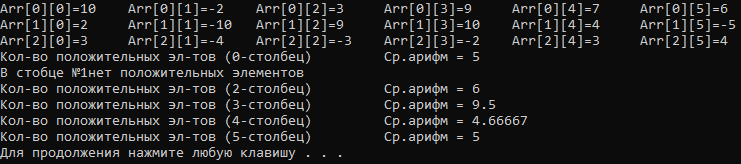 Arr[0][0]=10 Arr[0][1]=-2 Arr[0][2]=3 Arr[0][3]=9 Arr[0][4]=7 Arr[0][5]=6
Arr[1][0]=2 Arr[1][1]=-10 Arr[1][2]=9 Arr[1][3]=10 Arr[1][4]=4 Arr[1][5]=-5
Arr[2][0]=3 Arr[2][1]=-4 Arr[2][2]=-3 Arr[2][3]=-2 Arr[2][4]=3 Arr[2][5]=4
Кол-во положительных эл-тов (0-столбец) Ср.арифм = 5
В стобце №1нет положительных элементов
Кол-во положительных эл-тов (2-столбец) Ср.арифм = 6
Кол-во положительных эл-тов (3-столбец) Ср.арифм = 9.5
Кол-во положительных эл-тов (4-столбец) Ср.арифм = 4.66667
Кол-во положительных эл-тов (5-столбец) Ср.арифм = 5
Для продолжения нажмите любую клавишу . . .